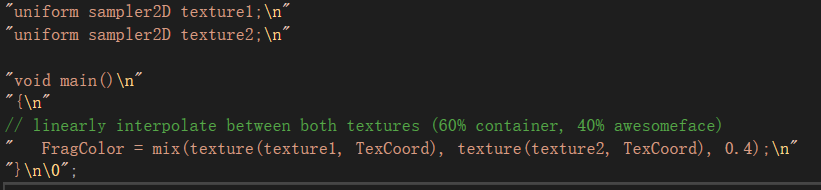 "uniform sampler2D texture1;\n"
"uniform sampler2D texture2;\n"
"void main()\n"
"{\n"
// linearly interpolate between both textures (60% container, 40% awesomeface)
"   FragColor = mix(texture(texture1, TexCoord), texture(texture2, TexCoord), 0.4);\n"
"}\n\0";